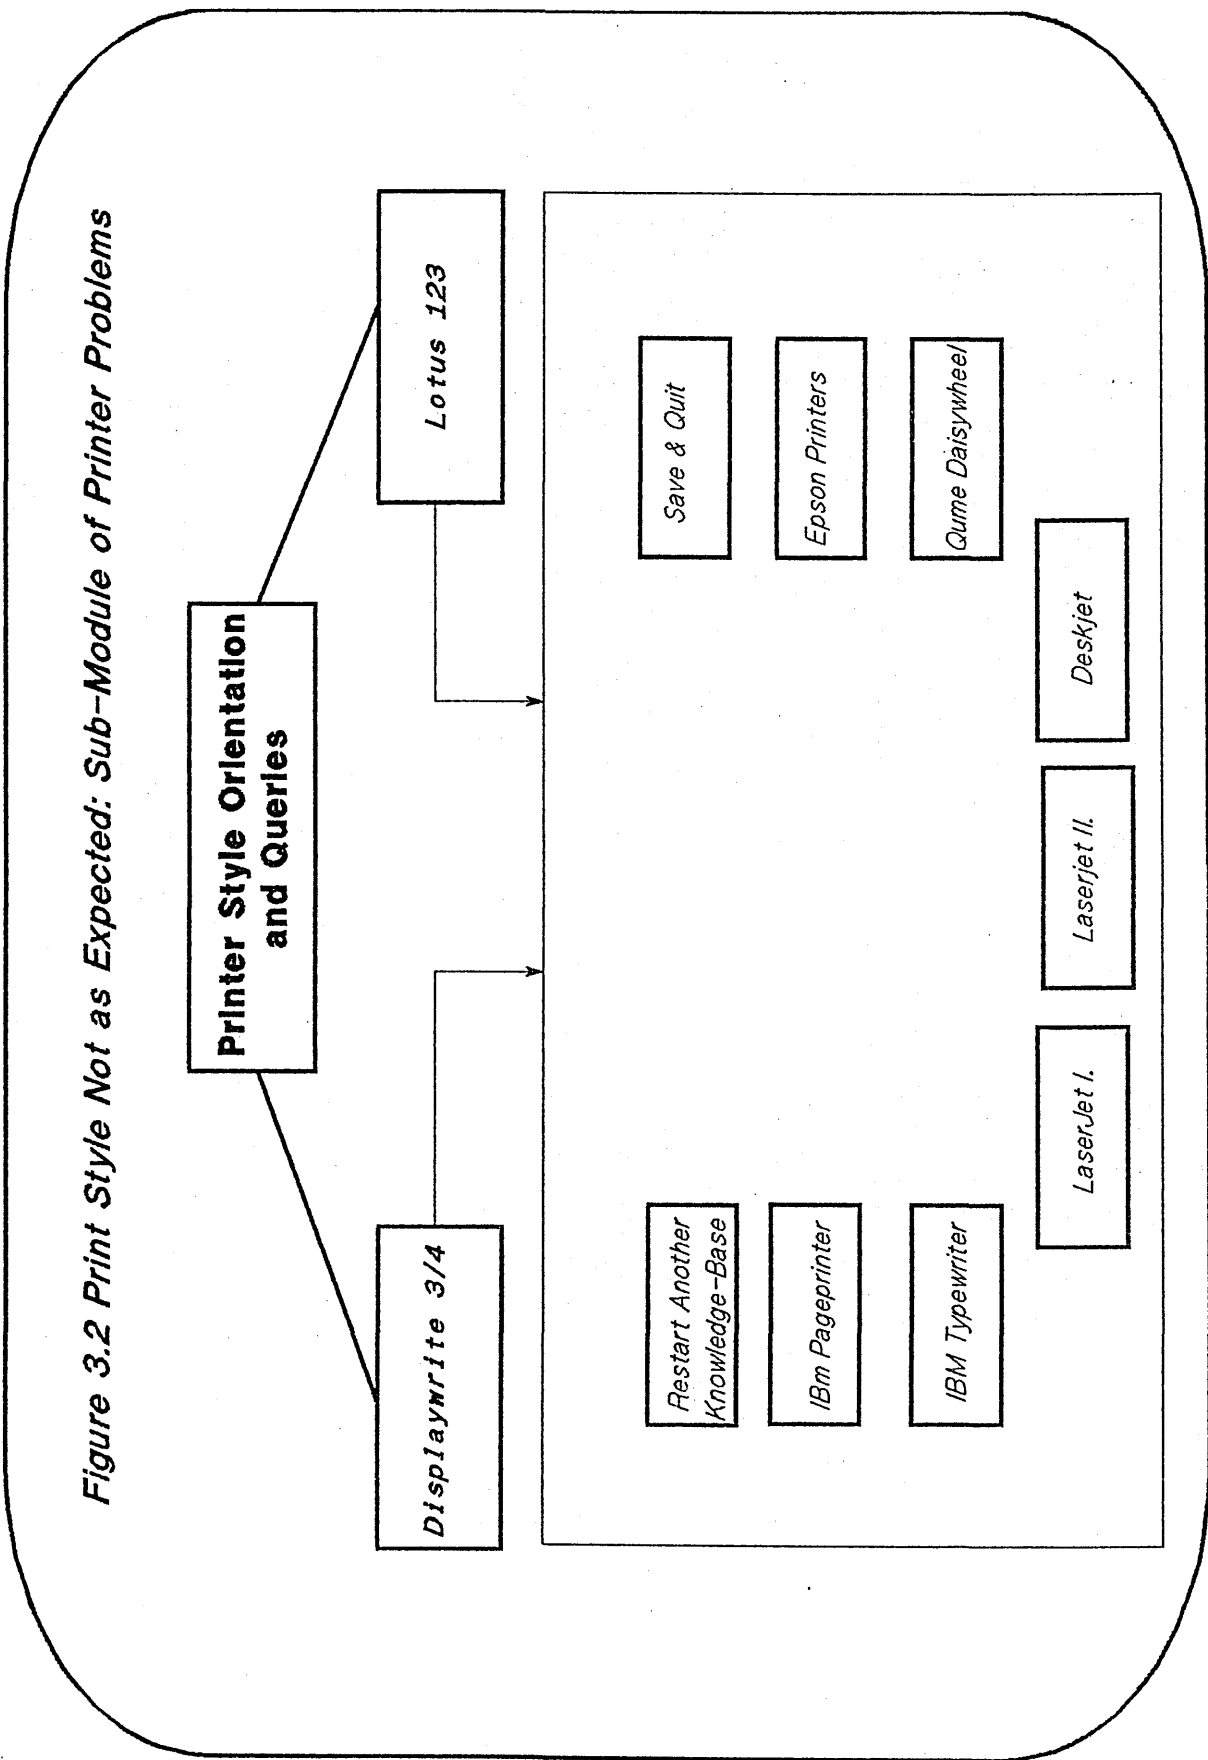 Figure 3.2 Print Style Not as Expected: Sub-Module of Printer Problems
Printer Style Orientation
and Queries
Displaywrite 3/4
Lotus 123
Restart Another
Knowledge-Base
Save & Quit
IBm Pageprinter
Epson Printers
IBM Typewriter
Qume Daisywheel
LaserJet I.
Laserjet II.
Deskjet